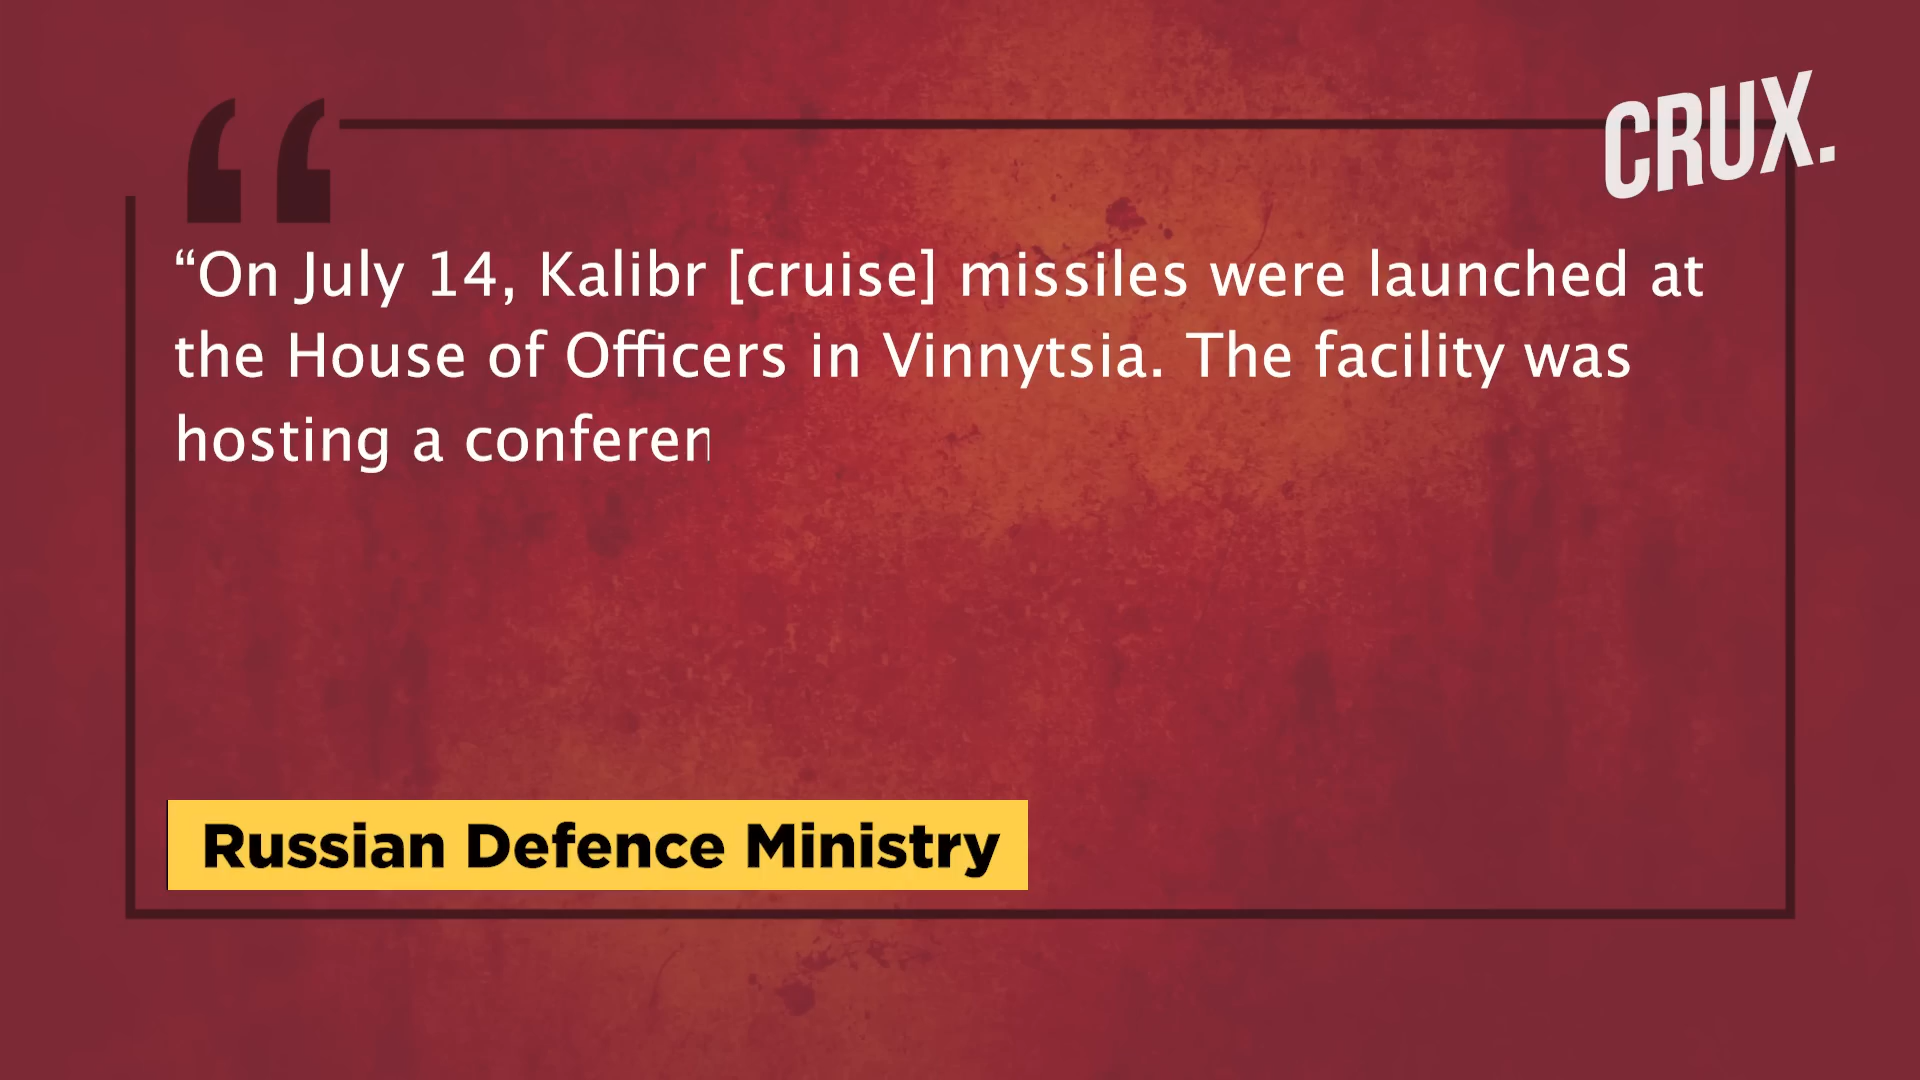 CRUX.
“On July 14, Kalibr [cruise] missiles were launched at
the House of Officers in Vinnytsia. The facility was
hosting a conferen
Russian Defence Ministry